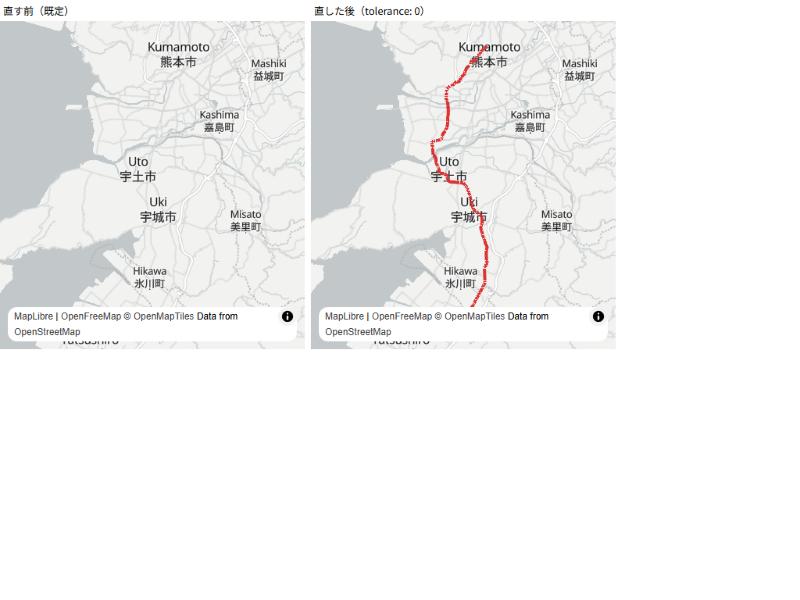 直す前（既定）
Kumamoto
熊本市
Mashiki
益城町
Kashima
嘉島町
Uto
宇土市
Uki
宇城市
Misato
美里町
Hikawa
氷川町
MapLibre | OpenFreeMap © OpenMapTiles Data from
OpenStreetMap
直した後（tolerance: 0）
Kumamoto
熊本市
Mashiki
益城町
Kashima
嘉島町
Uto
宇土市
Uki
宇城市
Misato
美里町
Hikawa
氷川町
MapLibre | OpenFreeMap © OpenMapTiles Data from
OpenStreetMap